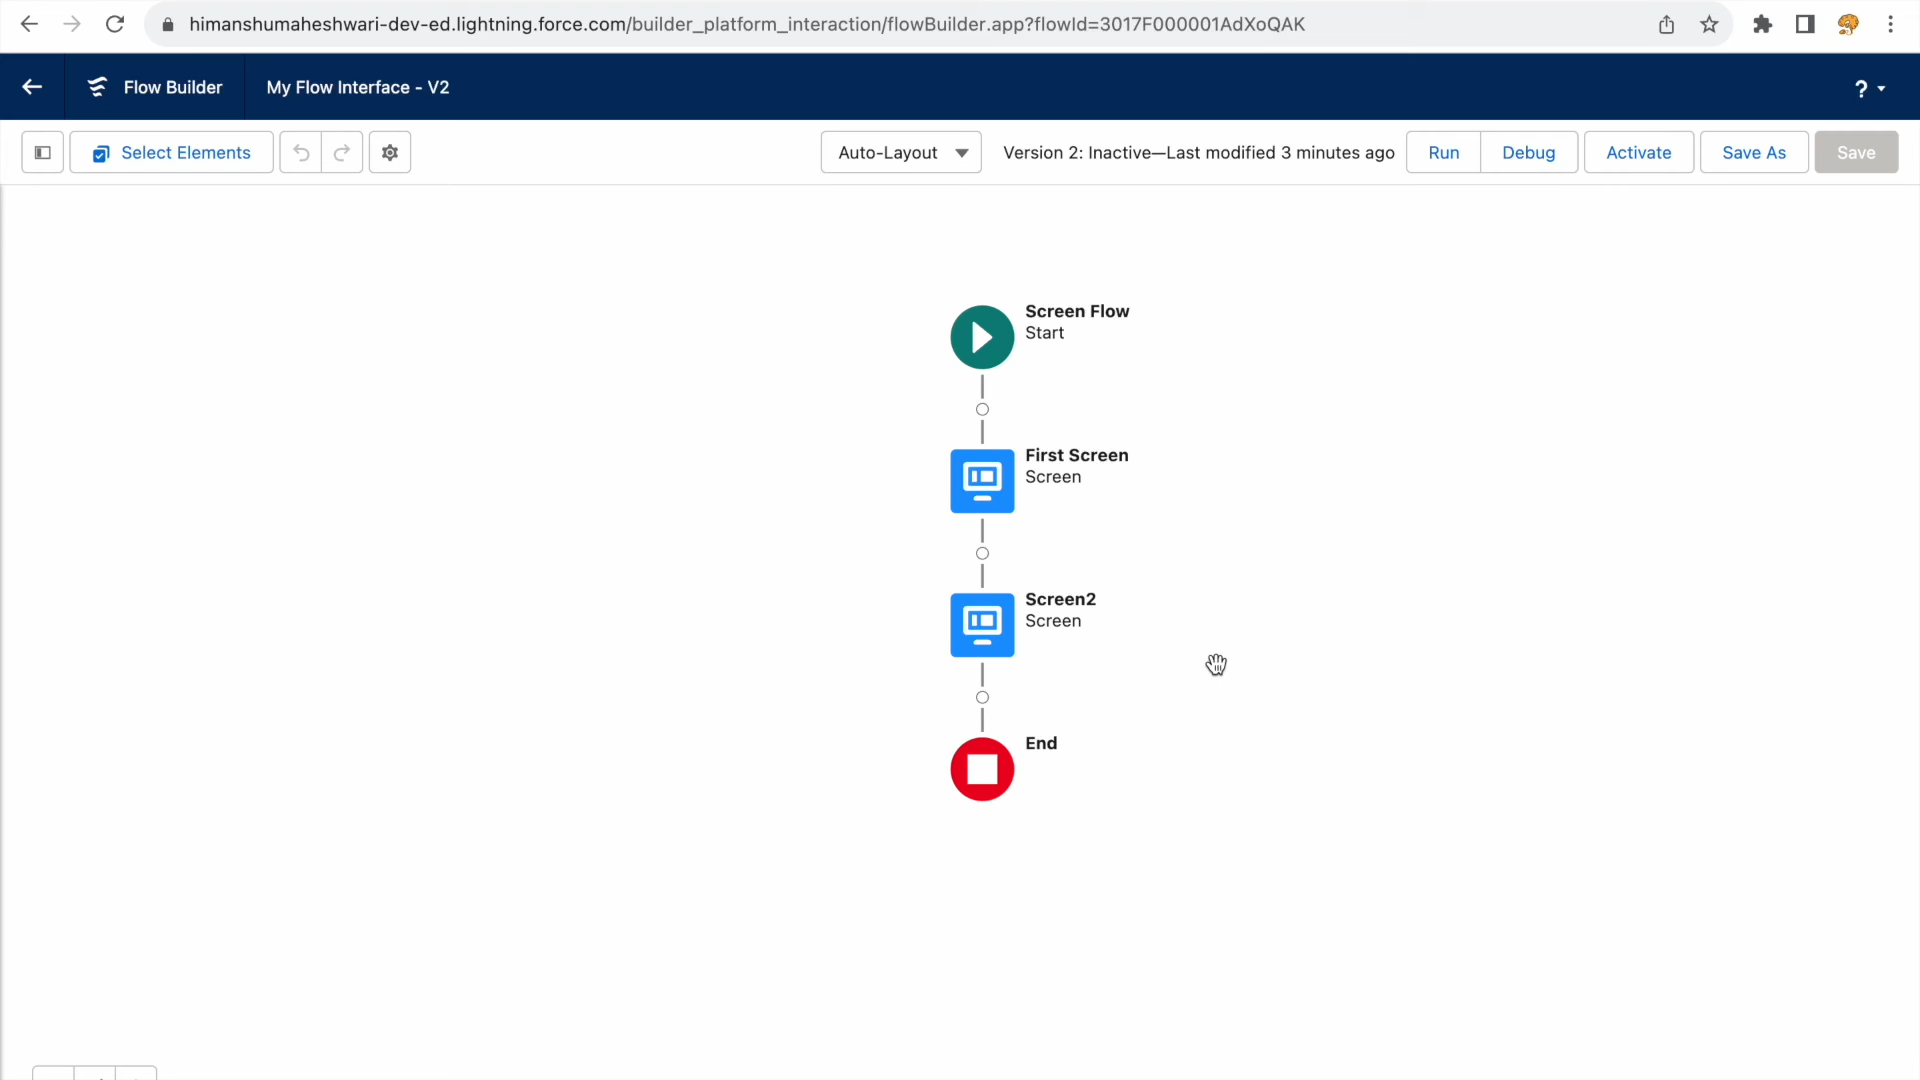 himanshumaheshwari-dev-ed.lightning.force.com/builder_platform_interaction/flowBuilder.app?flowId=3017F000001AdXoQAK
Flow Builder
My Flow Interface - V2
?
Select Elements
Auto-Layout
Version 2: Inactive—Last modified 3 minutes ago
Run
Debug
Activate
Save As
Save
Screen Flow
Start
First Screen
Screen
Screen2
Screen
End